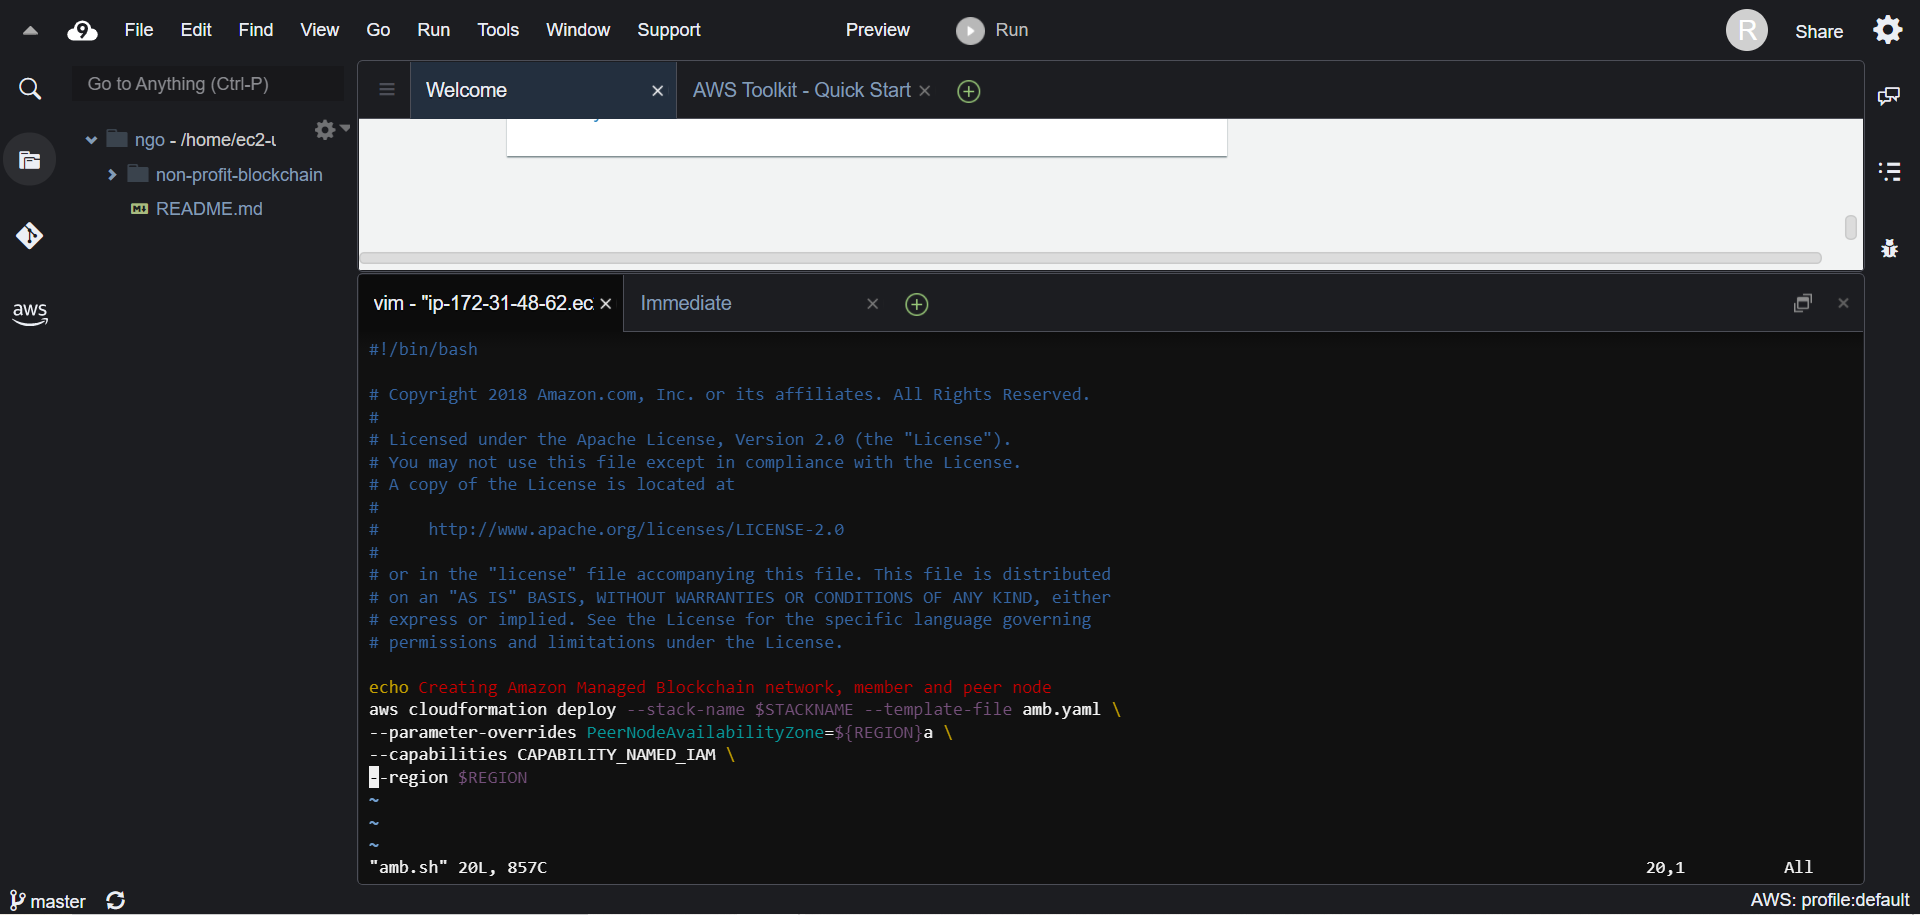 9 File Edit Find View Go Run Tools Window Support Preview Run R Share
Go to Anything (Ctrl-P)
Welcome
AWS Toolkit - Quick Start
ngo - /home/ec2-u
non-profit-blockchain
README.md
aws
vim - "ip-172-31-48-62.ec
Immediate
#!/bin/bash
# Copyright 2018 Amazon.com, Inc. or its affiliates. All Rights Reserved.
#
# Licensed under the Apache License, Version 2.0 (the "License").
# You may not use this file except in compliance with the License.
# A copy of the License is located at
#
#     http://www.apache.org/licenses/LICENSE-2.0
#
# or in the "license" file accompanying this file. This file is distributed
# on an "AS IS" BASIS, WITHOUT WARRANTIES OR CONDITIONS OF ANY KIND, either
# express or implied. See the License for the specific language governing
# permissions and limitations under the License.
echo Creating Amazon Managed Blockchain network, member and peer node
aws cloudformation deploy --stack-name $STACKNAME --template-file amb.yaml \
--parameter-overrides PeerNodeAvailabilityZone=${REGION}a \
--capabilities CAPABILITY_NAMED_IAM \
--region $REGION
~
~
~
"amb.sh" 20L, 857C 20,1 All
master
AWS: profile:default